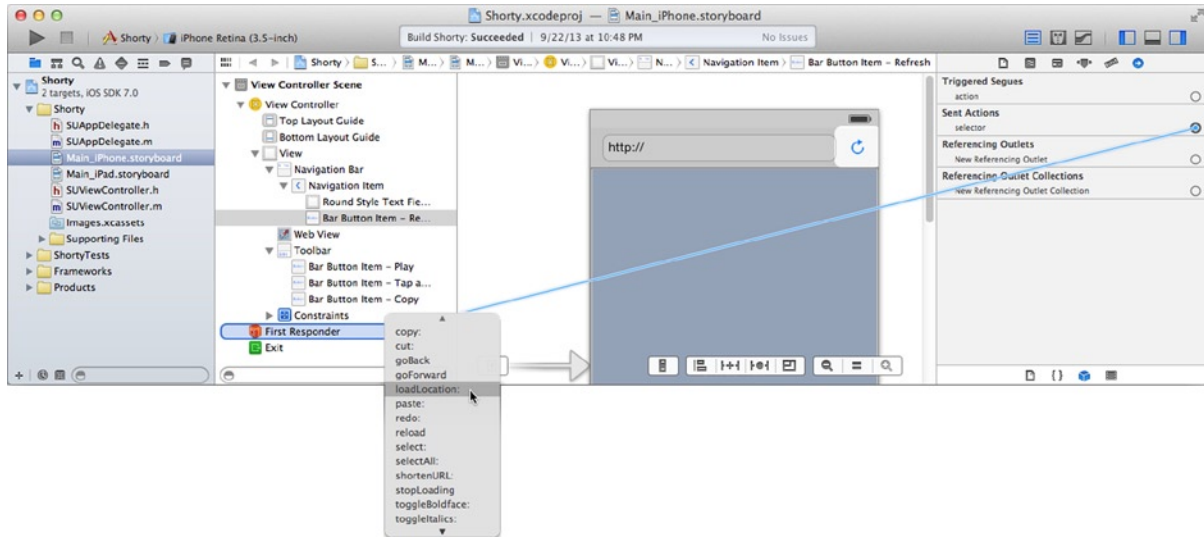 Shorty.xcodeproj — Main_iPhone.storyboard
Shorty › iPhone Retina (3.5-inch)
Build Shorty: Succeeded | 9/22/13 at 10:48 PM No Issues
Shorty › S... › M... › M... › Vi... › Vi... › Vi... › N... › Navigation Item › Bar Button Item – Refresh
Shorty
2 targets, iOS SDK 7.0
Shorty
SUAppDelegate.h
SUAppDelegate.m
Main_iPhone.storyboard
Main_iPad.storyboard
SUViewController.h
SUViewController.m
Images.xcassets
Supporting Files
ShortyTests
Frameworks
Products
View Controller Scene
View Controller
Top Layout Guide
Bottom Layout Guide
View
Navigation Bar
Navigation Item
Round Style Text Fie...
Bar Button Item – Re...
Web View
Toolbar
Bar Button Item – Play
Bar Button Item – Tap a...
Bar Button Item – Copy
Constraints
First Responder
Exit
copy:
cut:
goBack
goForward
loadLocation:
paste:
redo:
reload
select:
selectAll:
shortenURL:
stopLoading
toggleBoldface:
toggleItalics:
http://
Triggered Segues
action
Sent Actions
selector
Referencing Outlets
New Referencing Outlet
Referencing Outlet Collections
New Referencing Outlet Collection